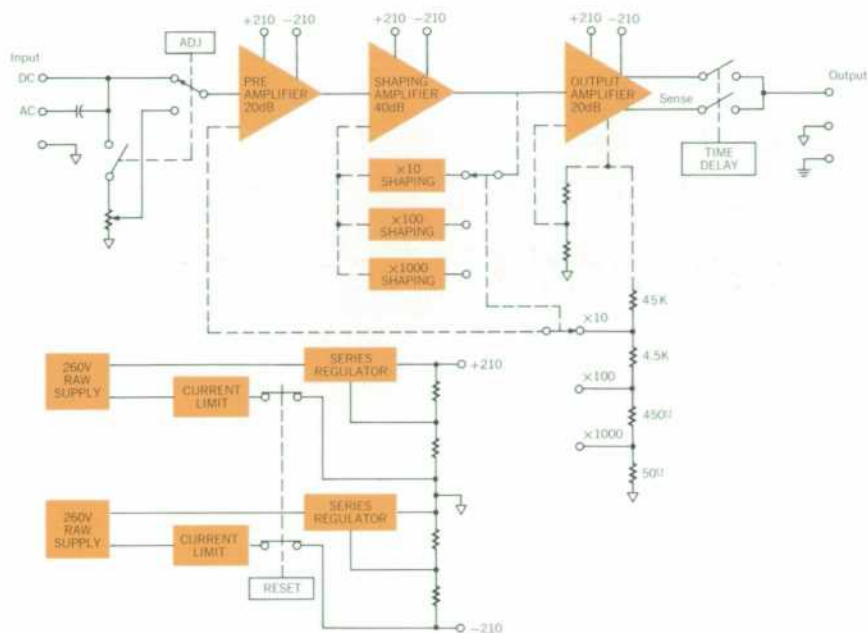 +210
-210
+210
-210
+210
-210
ADJ
Input
DC
AC
PRE
AMPLIFIER
20dB
SHAPING
AMPLIFIER
40dB
OUTPUT
AMPLIFIER
20dB
Sense
Output
TIME
DELAY
×10
SHAPING
×100
SHAPING
×1000
SHAPING
45K
×10
4.5K
×100
450Ω
×1000
50Ω
260V
RAW
SUPPLY
SERIES
REGULATOR
+210
CURRENT
LIMIT
260V
RAW
SUPPLY
SERIES
REGULATOR
CURRENT
LIMIT
RESET
-210